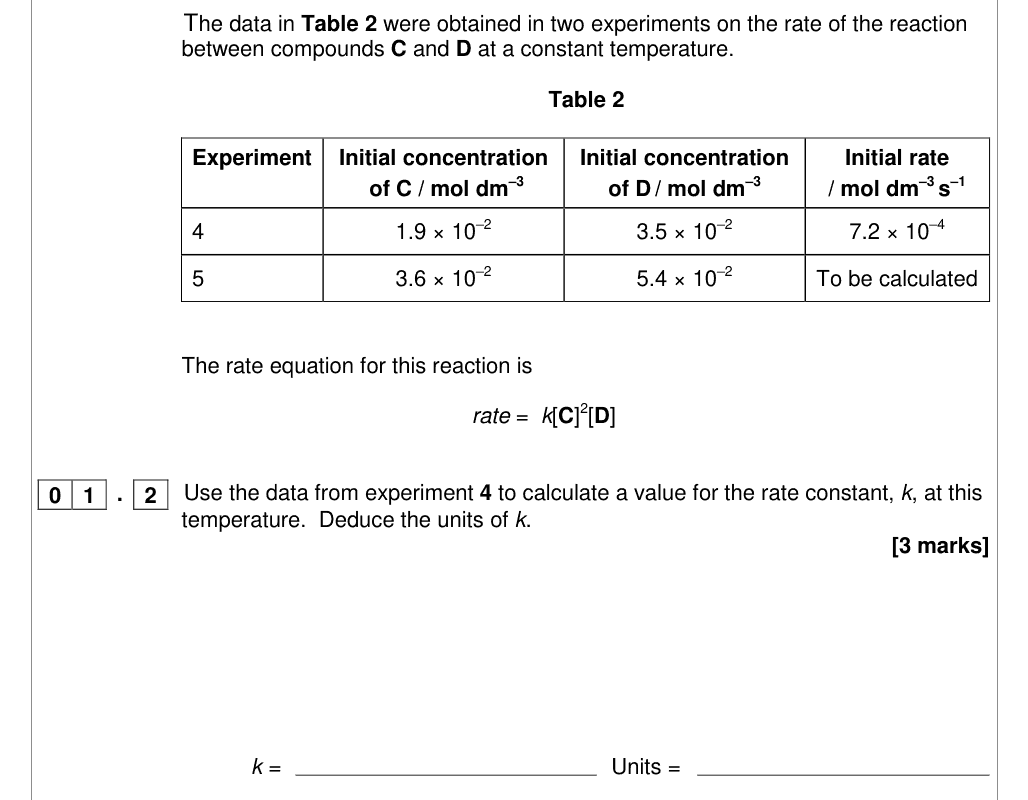 The data in Table 2 were obtained in two experiments on the rate of the reaction
between compounds C and D at a constant temperature.
Table 2
Experiment Initial concentration of C / mol dm⁻³ Initial concentration of D / mol dm⁻³ Initial rate / mol dm⁻³ s⁻¹
4 1.9 × 10⁻² 3.5 × 10⁻² 7.2 × 10⁻⁴
5 3.6 × 10⁻² 5.4 × 10⁻² To be calculated
The rate equation for this reaction is
rate = k[C]²[D]
0 1 . 2 Use the data from experiment 4 to calculate a value for the rate constant, k, at this
temperature. Deduce the units of k.
[3 marks]
k = Units =